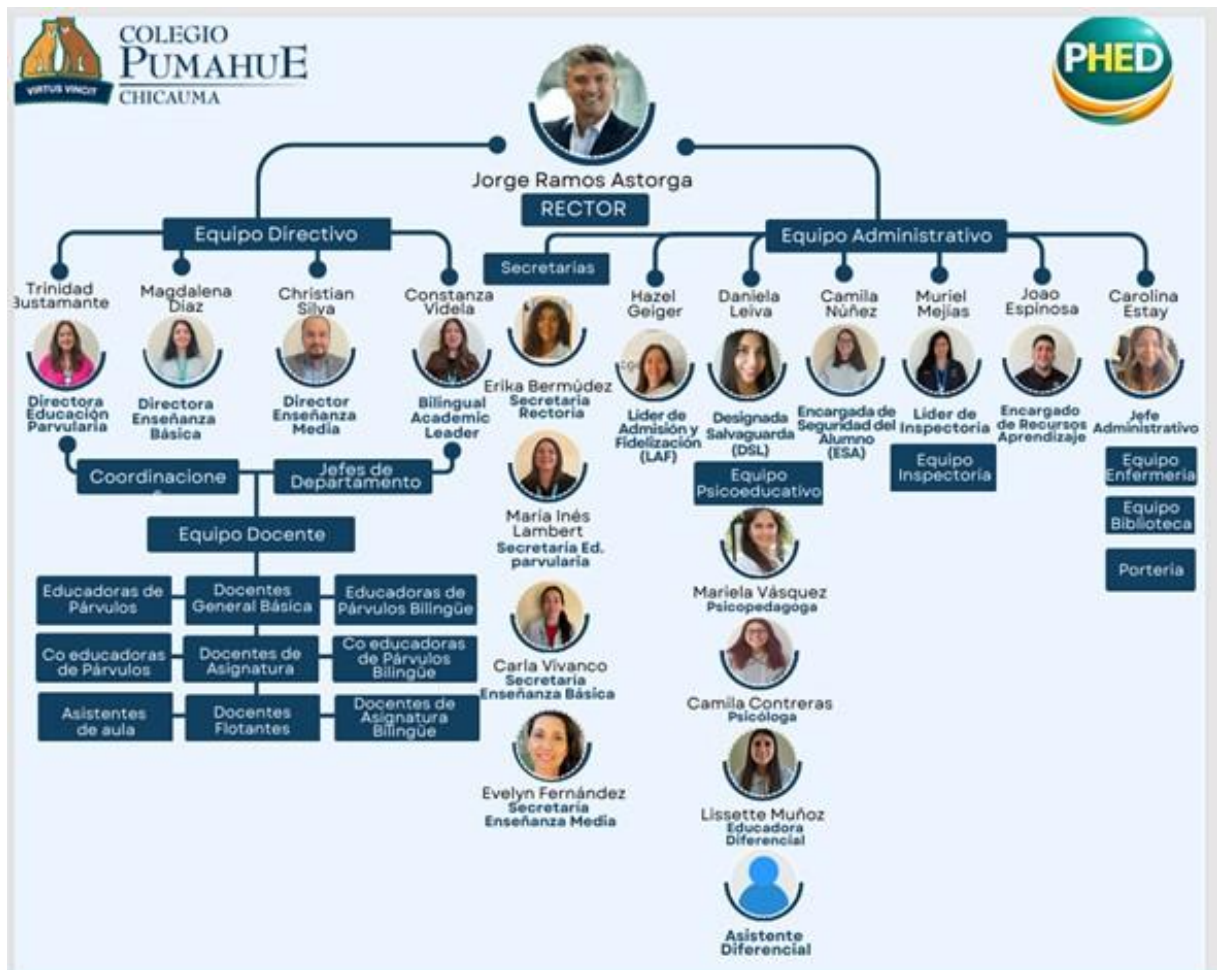 COLEGIO
PUMAHUE
CHICAUMA
VIRTUS VINCIT
PHED
Jorge Ramos Astorga
RECTOR
Equipo Directivo
Trinidad
Bustamante
Directora
Educación
Parvularia
Magdalena
Díaz
Directora
Enseñanza
Básica
Christian
Silva
Director
Enseñanza
Media
Constanza
Videla
Bilingual
Academic
Leader
Coordinacione
Jefes de
Departamento
Equipo Docente
Educadoras de
Párvulos
Docentes
General Básica
Educadoras de
Párvulos Bilingüe
Co educadoras
de Párvulos
Docentes de
Asignatura
Co educadoras
de Párvulos
Bilingüe
Asistentes
de aula
Docentes
Flotantes
Docentes de
Asignatura
Bilingüe
Equipo Administrativo
Secretarias
Erika Bermúdez
Secretaria
Rectoría
María Inés
Lambert
Secretaría Ed.
parvularia
Carla Vivanco
Secretaria
Enseñanza Básica
Evelyn Fernández
Secretaría
Enseñanza Media
Hazel
Geiger
Líder de
Admisión y
Fidelización
(LAF)
Daniela
Leiva
Designada
Salvaguarda
(DSL)
Equipo
Psicoeducativo
Mariela Vásquez
Psicopedagoga
Camila Contreras
Psicóloga
Lissette Muñoz
Educadora
Diferencial
Asistente
Diferencial
Camila
Núñez
Encargada de
Seguridad del
Alumno
(ESA)
Muriel
Mejías
Líder de
Inspectoría
Equipo
Inspectoría
Joao
Espinosa
Encargado
de Recursos
Aprendizaje
Carolina
Estay
Jefe
Administrativo
Equipo
Enfermería
Equipo
Biblioteca
Portería